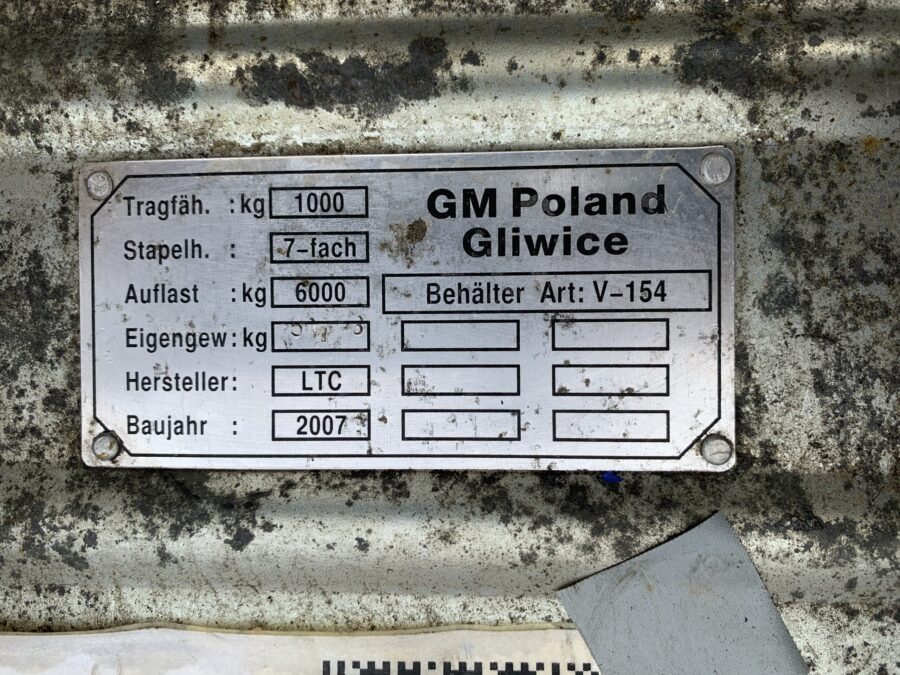 Tragfäh. : kg 1000
Stapelh. : 7-fach
Auflast : kg 6000
Eigengew : kg
Hersteller : LTC
Baujahr : 2007
GM Poland
Gliwice
Behälter Art: V-154